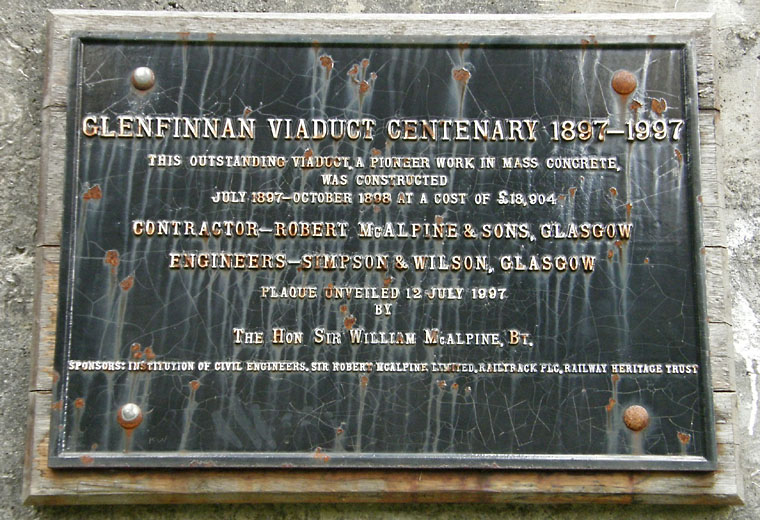 GLENFINNAN VIADUCT CENTENARY 1897–1997
THIS OUTSTANDING VIADUCT, A PIONEER WORK IN MASS CONCRETE,
WAS CONSTRUCTED
JULY 1897–OCTOBER 1898 AT A COST OF £18,904
CONTRACTOR–ROBERT McALPINE & SONS, GLASGOW
ENGINEERS–SIMPSON & WILSON, GLASGOW
PLAQUE UNVEILED 12 JULY 1997
BY
THE HON SIR WILLIAM McALPINE, BT.
SPONSORS: INSTITUTION OF CIVIL ENGINEERS. SIR ROBERT McALPINE LIMITED, RAILTRACK PLC, RAILWAY HERITAGE TRUST